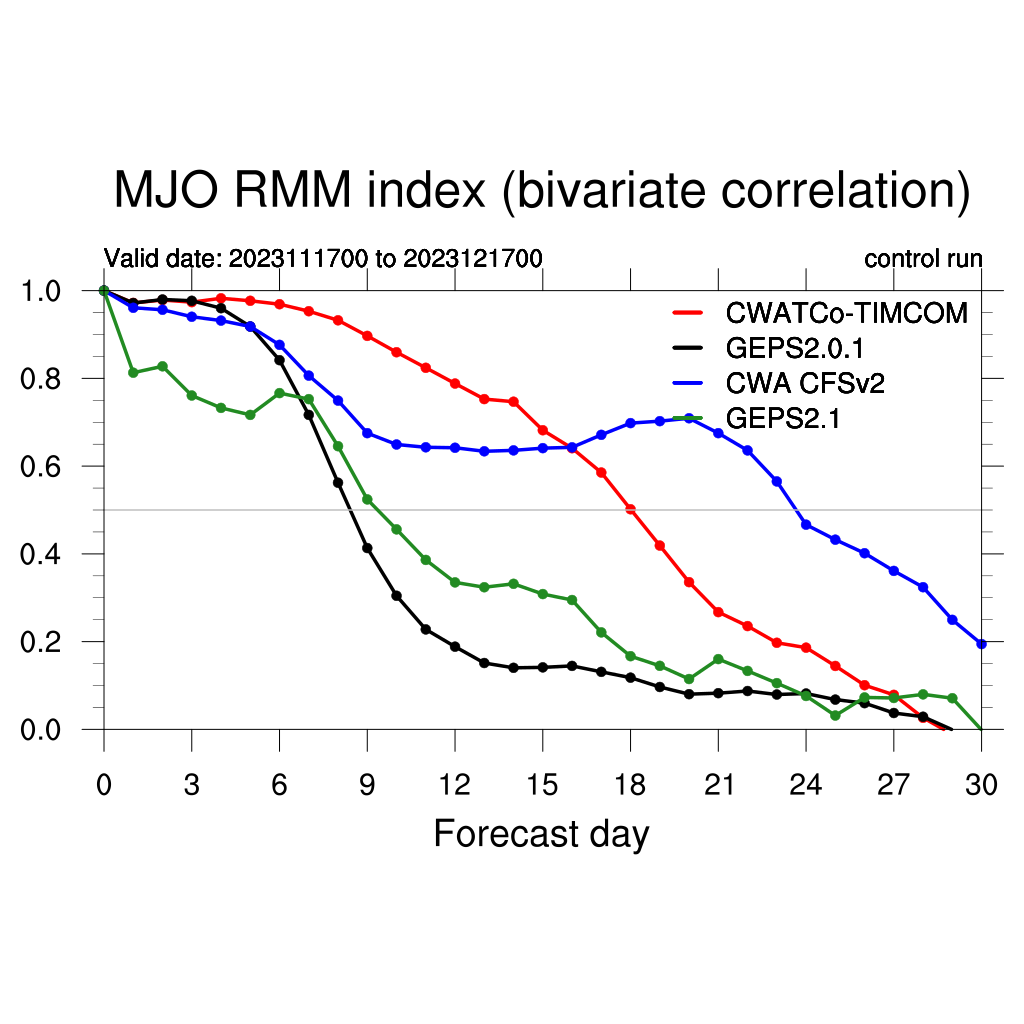 MJO RMM index (bivariate correlation)
Valid date: 2023111700 to 2023121700 control run
1.0
0.8
0.6
0.4
0.2
0.0
CWATCo-TIMCOM
GEPS2.0.1
CWA CFSv2
GEPS2.1
0 3 6 9 12 15 18 21 24 27 30
Forecast day